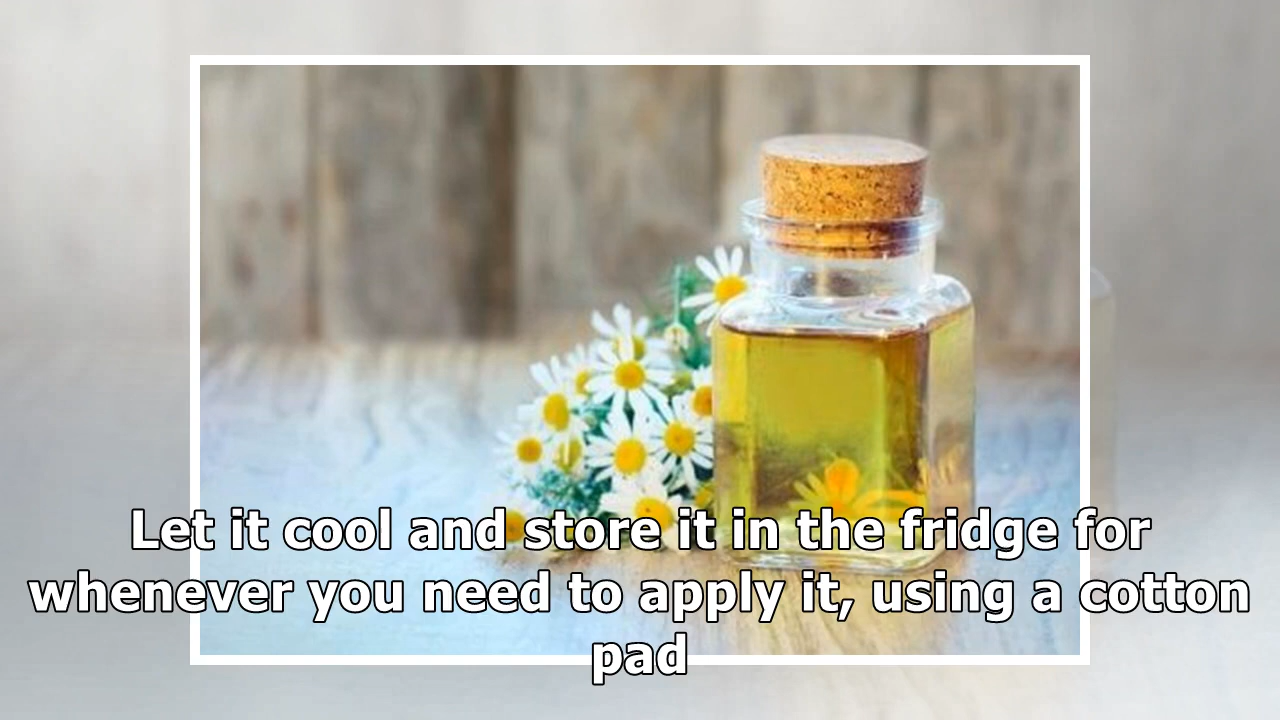 Let it cool and store it in the fridge for
whenever you need to apply it, using a cotton
pad